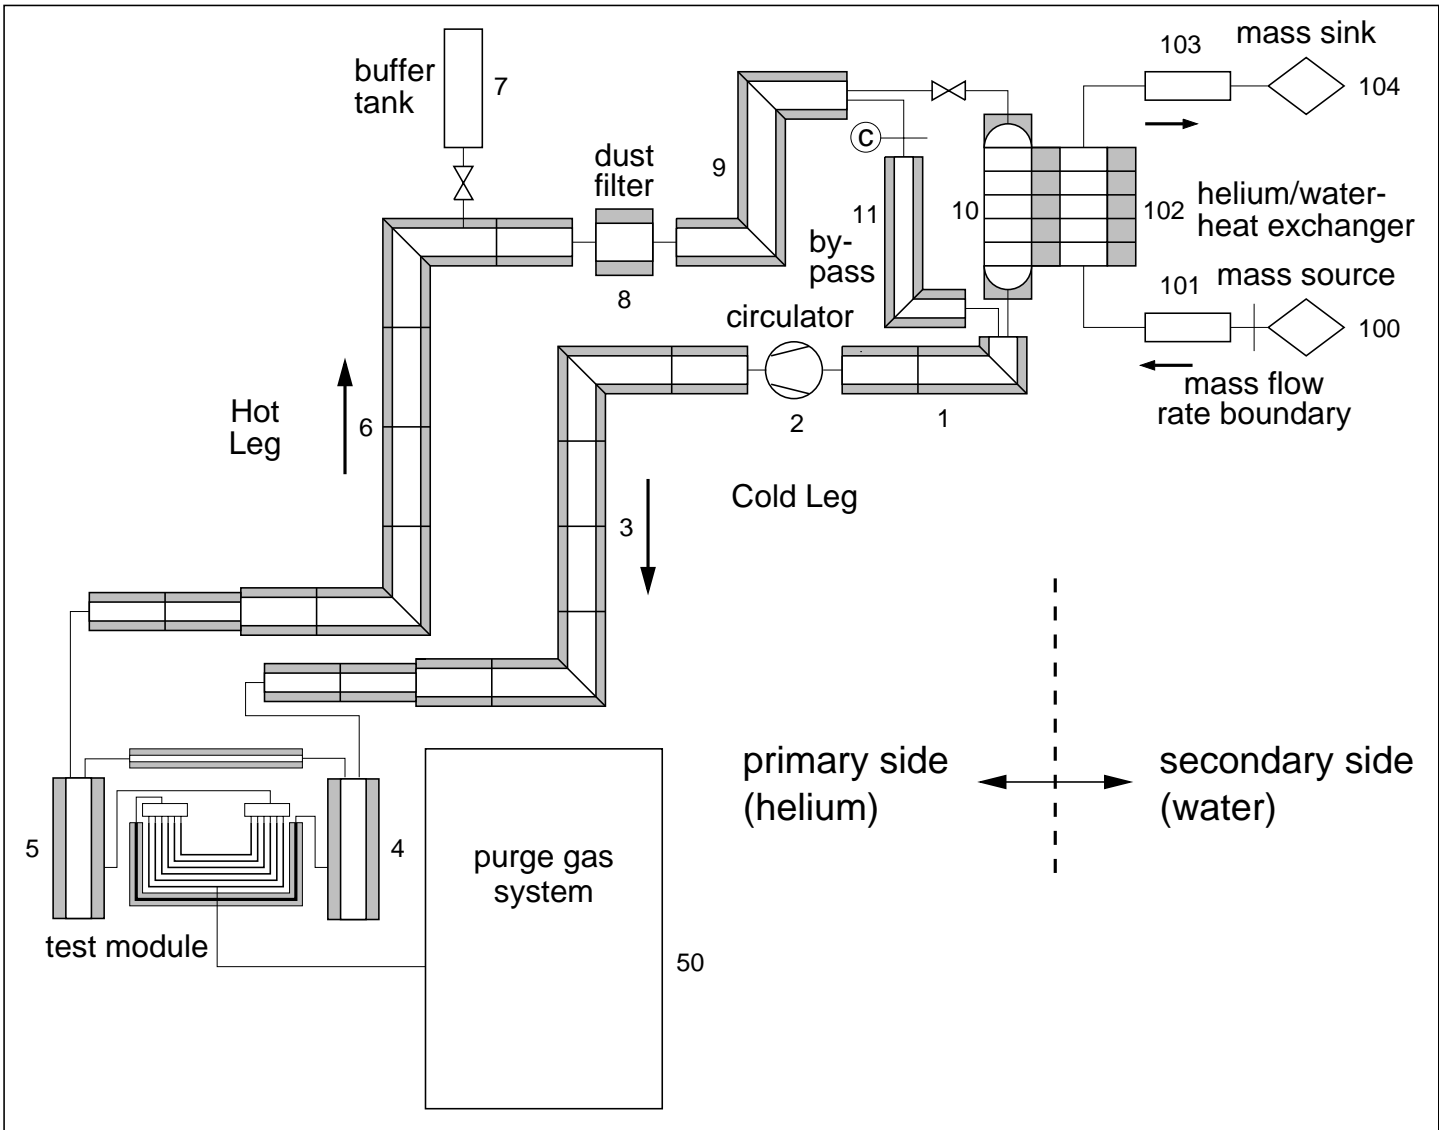 mass sink
103
104
buffer
tank
7
C
dust
filter
9
8
11
by-
pass
10
102
helium/water-
heat exchanger
101
mass source
100
mass flow
rate boundary
circulator
2
1
Hot
Leg
6
3
Cold Leg
primary side
(helium)
secondary side
(water)
5
4
test module
purge gas
system
50